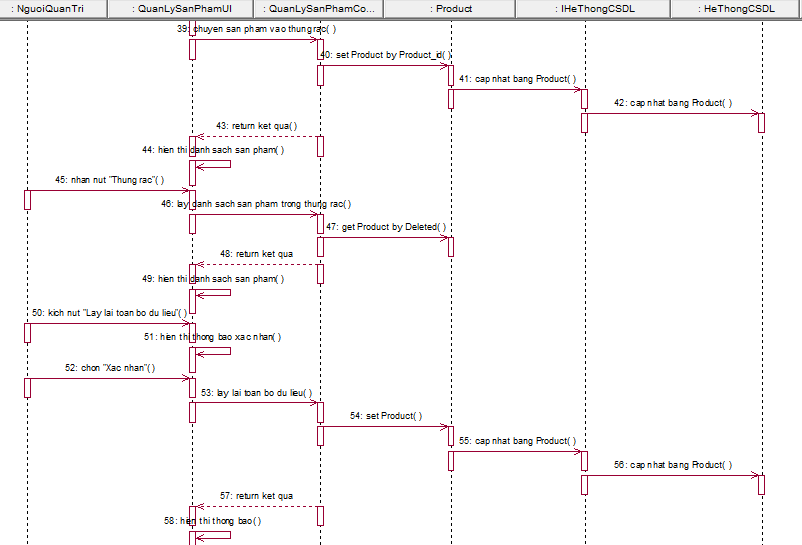 : NguoiQuanTri
: QuanLySanPhamUI
: QuanLySanPhamCo...
: Product
: IHeThongCSDL
: HeThongCSDL
39: chuyen san pham vao thung rac( )
40: set Product by Product_id( )
41: cap nhat bang Product( )
42: cap nhat bang Product( )
43: return ket qua( )
44: hien thi danh sach san pham( )
45: nhan nut "Thung rac"( )
46: lay danh sach san pham trong thung rac( )
47: get Product by Deleted( )
48: return ket qua
49: hien thi danh sach san pham( )
50: kich nut "Lay lai toan bo du lieu"( )
51: hien thi thong bao xac nhan( )
52: chon "Xac nhan"( )
53: lay lai toan bo du lieu( )
54: set Product( )
55: cap nhat bang Product( )
56: cap nhat bang Product( )
57: return ket qua
58: hien thi thong bao( )